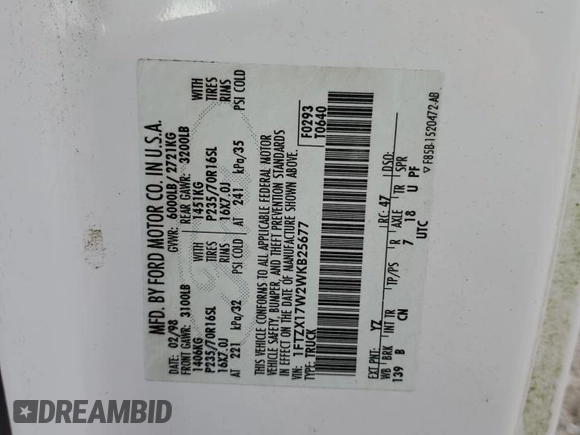 MFD. BY FORD MOTOR CO. IN U.S.A.
DATE: 02/98 GVWR: 6000LB/ 2721KG
FRONT GAWR: 3100LB REAR GAWR: 3200LB
1406KG WITH 1451KG WITH
P235/70R16SL TIRES P235/70R16SL TIRES
16X7.0J RIMS 16X7.0J RIMS
AT 221 kPa/32 PSI COLD AT 241 kPa/35 PSI COLD
THIS VEHICLE CONFORMS TO ALL APPLICABLE FEDERAL MOTOR
VEHICLE SAFETY, BUMPER, AND THEFT PREVENTION STANDARDS
IN EFFECT ON THE DATE OF MANUFACTURE SHOWN ABOVE.
VIN: 1FTZX17W2WKB25677 F0293
TYPE: TRUCK T0640
EXT PNT: YZ RC: 47 DSO:
WB BRK INT TR TP/PS R AXLE TR SPR
139 B CN 7 18 U PF
UTC
▽F85B-1520472-AB
DREAMBID